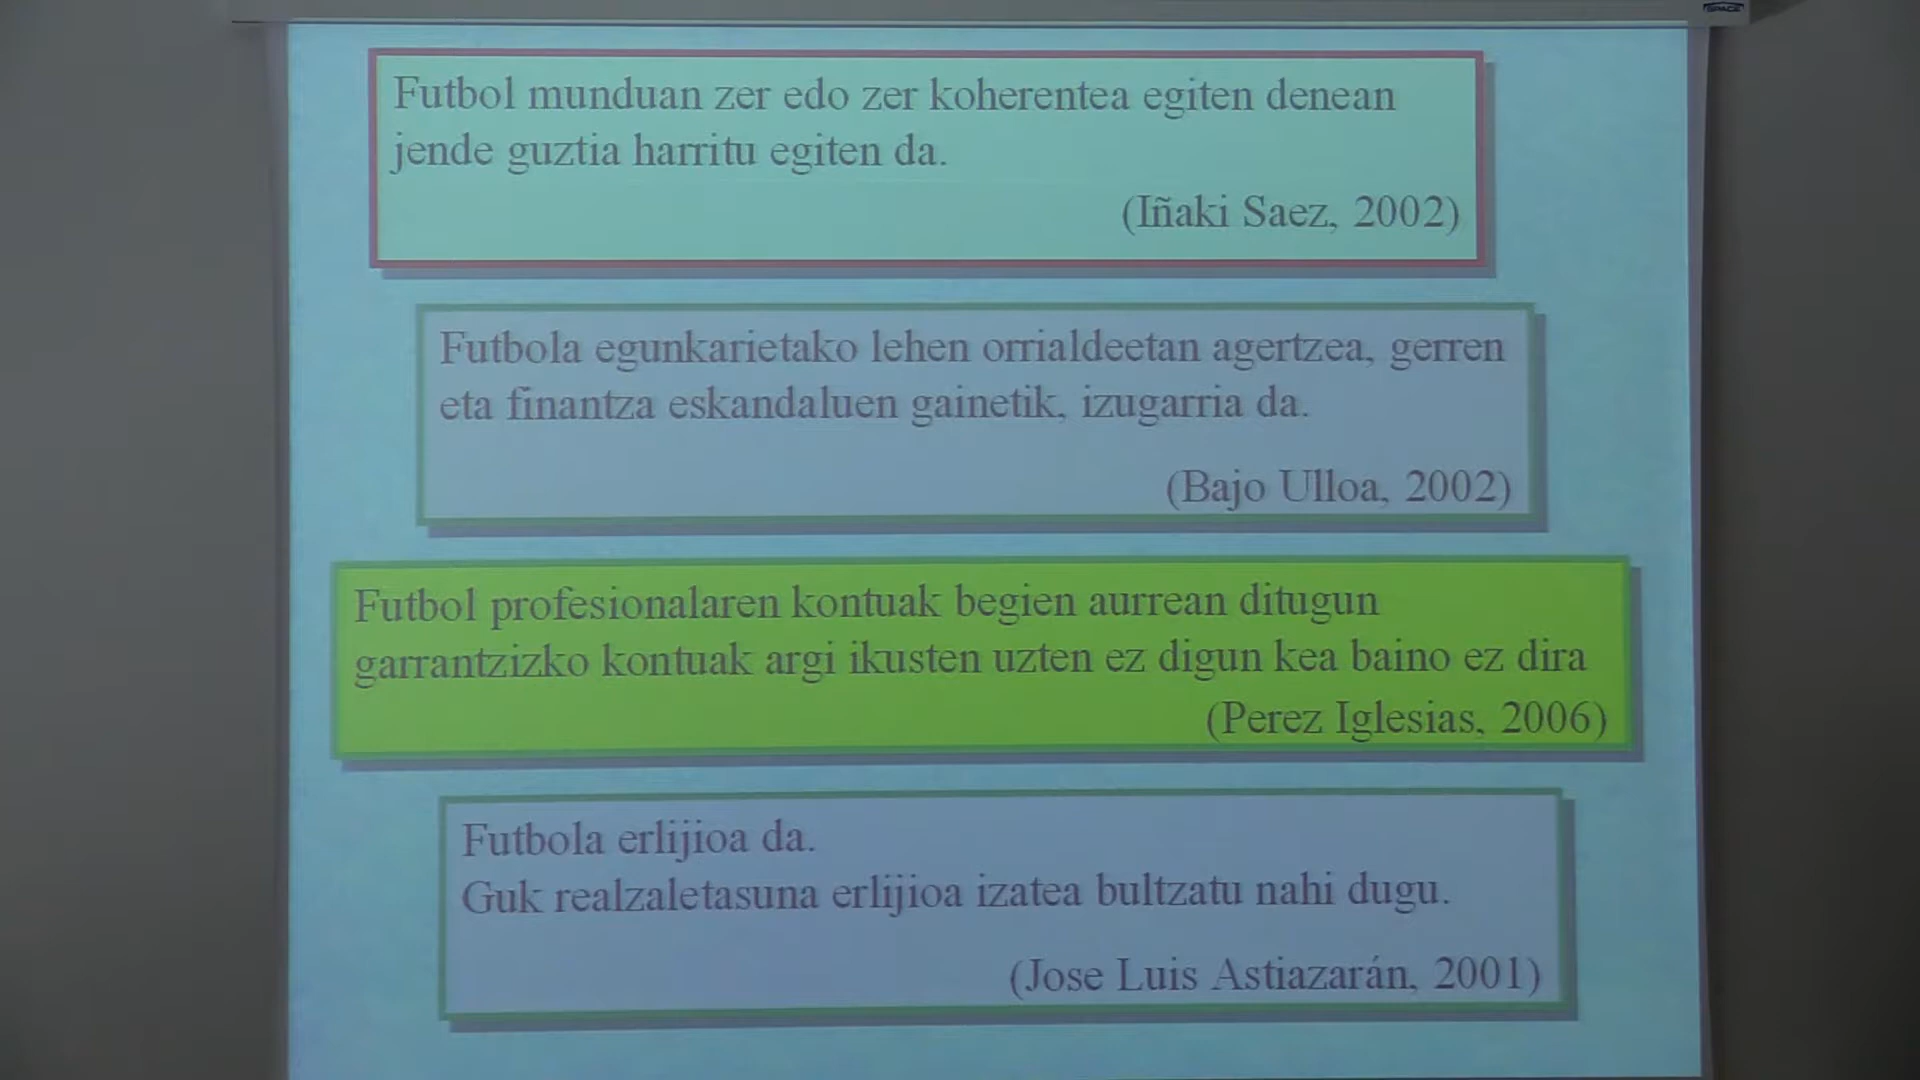 SPACE
Futbol munduan zer edo zer koherentea egiten denean
jende guztia harritu egiten da.
(Iñaki Saez, 2002)
Futbola egunkarietako lehen orrialdeetan agertzea, gerren
eta finantza eskandaluen gainetik, izugarria da.
(Bajo Ulloa, 2002)
Futbol profesionalaren kontuak begien aurrean ditugun
garrantzizko kontuak argi ikusten uzten ez digun kea baino ez dira
(Perez Iglesias, 2006)
Futbola erlijioa da.
Guk realzaletasuna erlijioa izatea bultzatu nahi dugu.
(Jose Luis Astiazarán, 2001)